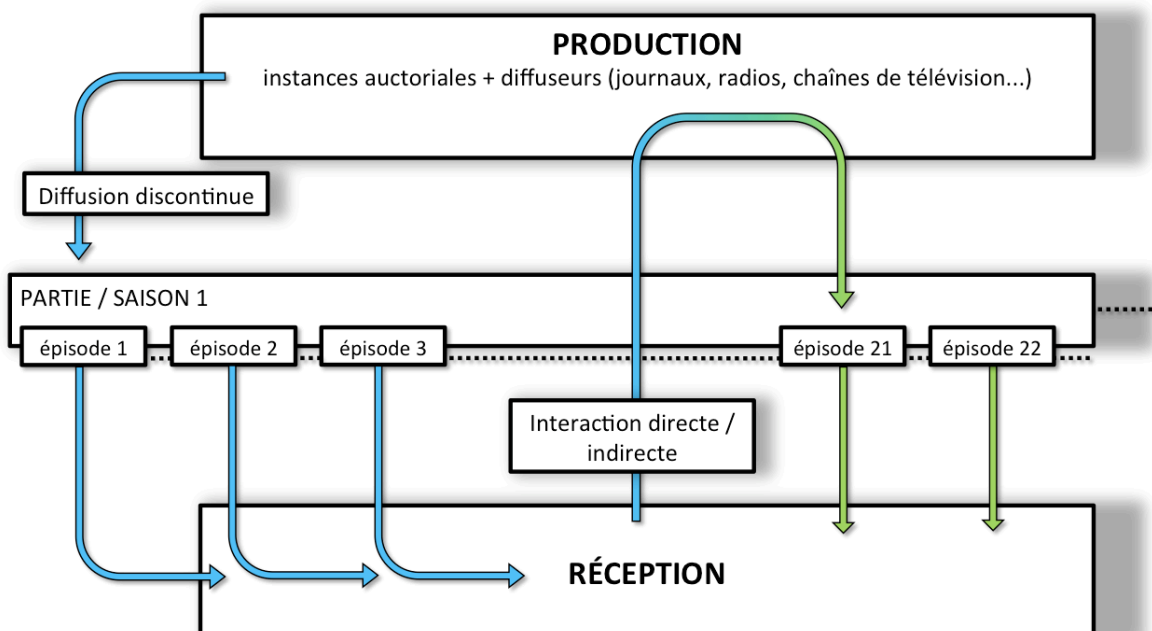 PRODUCTION
instances auctoriales + diffuseurs (journaux, radios, chaînes de télévision...)
Diffusion discontinue
PARTIE / SAISON 1
épisode 1
épisode 2
épisode 3
épisode 21
épisode 22
Interaction directe /
indirecte
RÉCEPTION